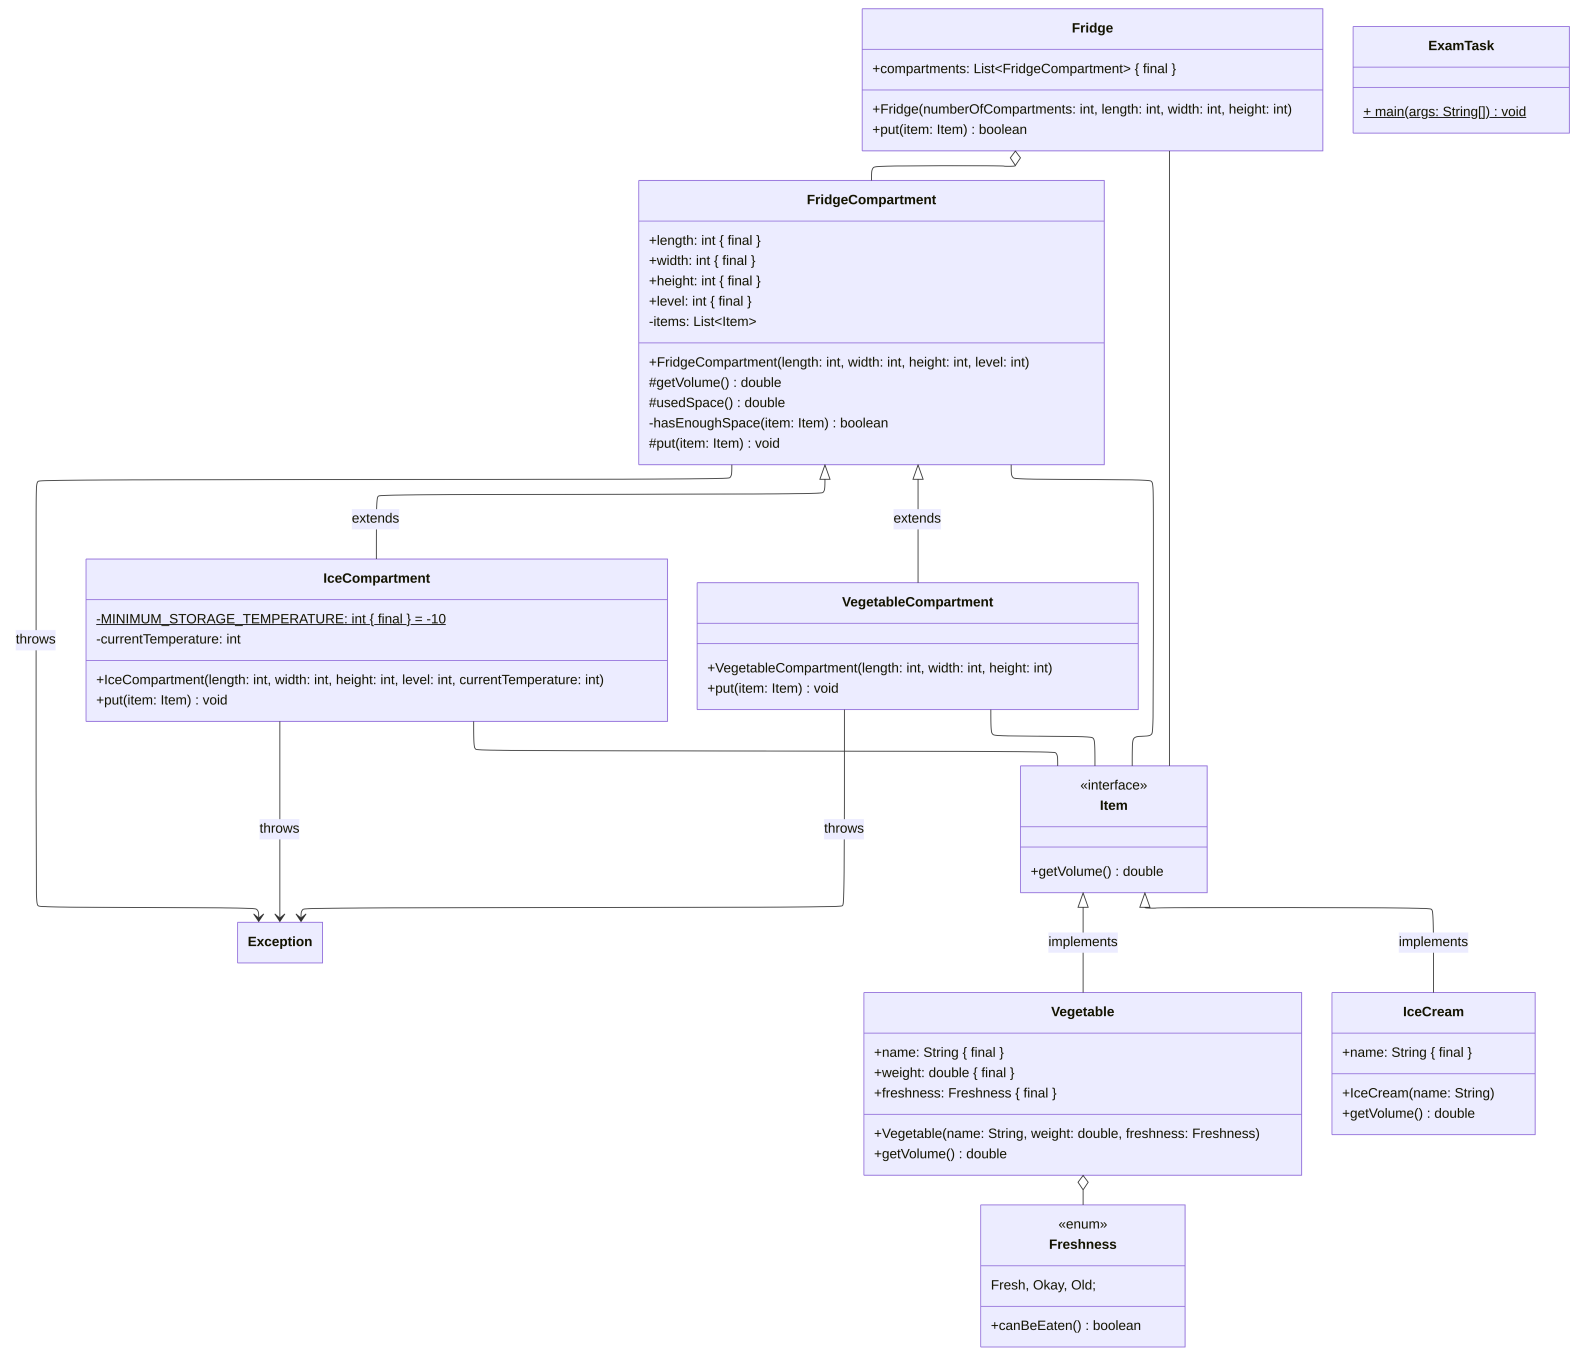 Fridge
+compartments: List<FridgeCompartment> { final }
+Fridge(numberOfCompartments: int, length: int, width: int, height: int)
+put(item: Item) : boolean
ExamTask
+ main(args: String[]) : void
FridgeCompartment
+length: int { final }
+width: int { final }
+height: int { final }
+level: int { final }
-items: List<Item>
+FridgeCompartment(length: int, width: int, height: int, level: int)
#getVolume() : double
#usedSpace() : double
-hasEnoughSpace(item: Item) : boolean
#put(item: Item) : void
extends
extends
throws
IceCompartment
-MINIMUM_STORAGE_TEMPERATURE: int { final } = -10
-currentTemperature: int
+IceCompartment(length: int, width: int, height: int, level: int, currentTemperature: int)
+put(item: Item) : void
VegetableCompartment
+VegetableCompartment(length: int, width: int, height: int)
+put(item: Item) : void
throws
throws
«interface»
Item
+getVolume() : double
Exception
implements
implements
Vegetable
+name: String { final }
+weight: double { final }
+freshness: Freshness { final }
+Vegetable(name: String, weight: double, freshness: Freshness)
+getVolume() : double
IceCream
+name: String { final }
+IceCream(name: String)
+getVolume() : double
«enum»
Freshness
Fresh, Okay, Old;
+canBeEaten() : boolean